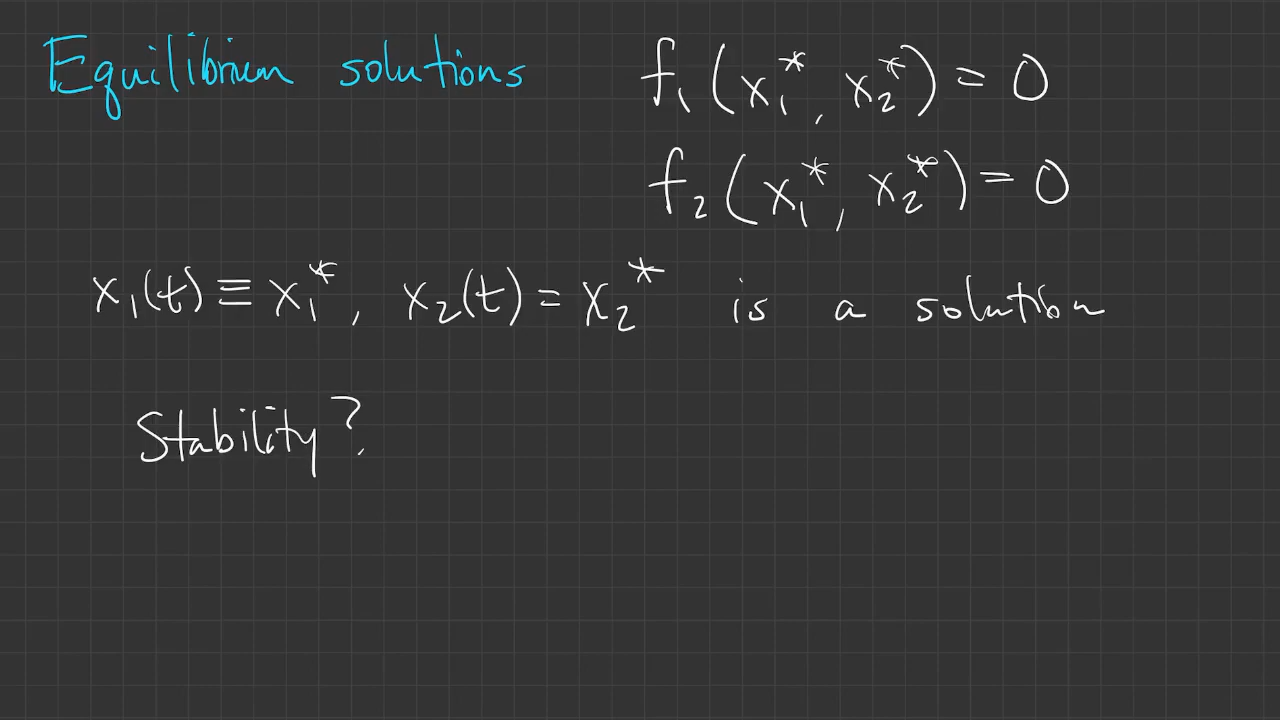 Equilibrium solutions
f₁(x₁*, x₂*) = 0
f₂(x₁*, x₂*) = 0
x₁(t) ≡ x₁*, x₂(t) = x₂* is a solution
Stability?